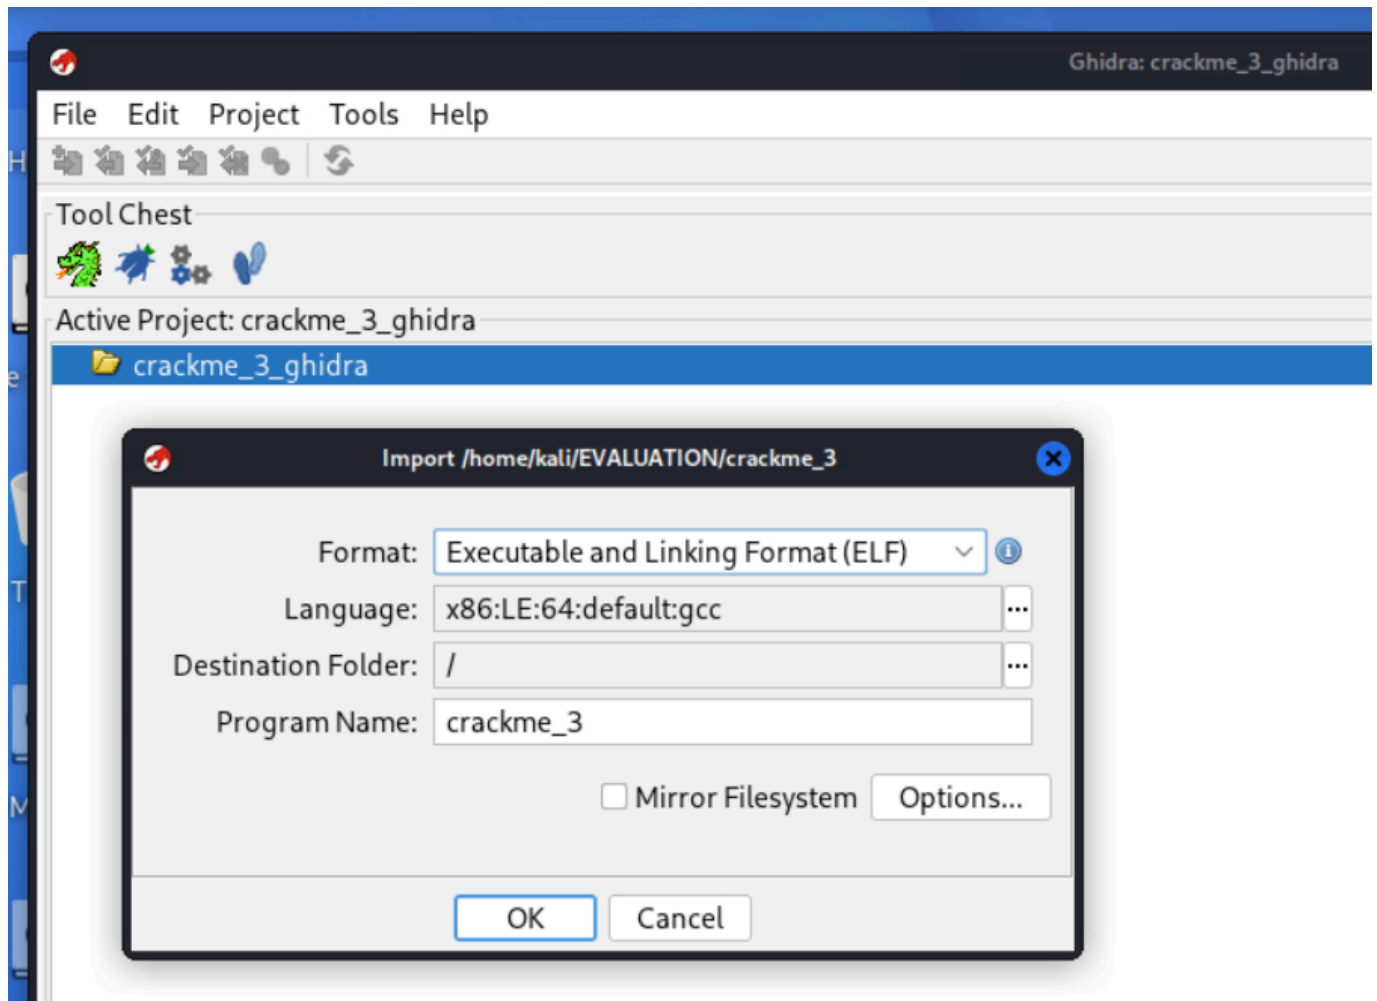 Ghidra: crackme_3_ghidra
File Edit Project Tools Help
H
Tool Chest
Active Project: crackme_3_ghidra
crackme_3_ghidra
e
Import /home/kali/EVALUATION/crackme_3
Format: Executable and Linking Format (ELF)
T
Language: x86:LE:64:default:gcc ...
Destination Folder: / ...
Program Name: crackme_3
M
Mirror Filesystem Options...
OK Cancel